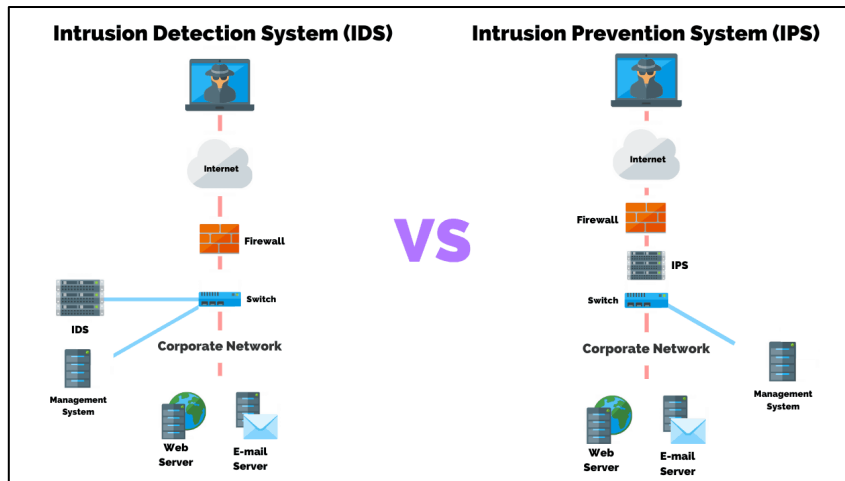 Intrusion Detection System (IDS)
Internet
Firewall
Switch
IDS
Corporate Network
Management
System
Web
Server
E-mail
Server
VS
Intrusion Prevention System (IPS)
Internet
Firewall
IPS
Switch
Corporate Network
Management
System
Web
Server
E-mail
Server